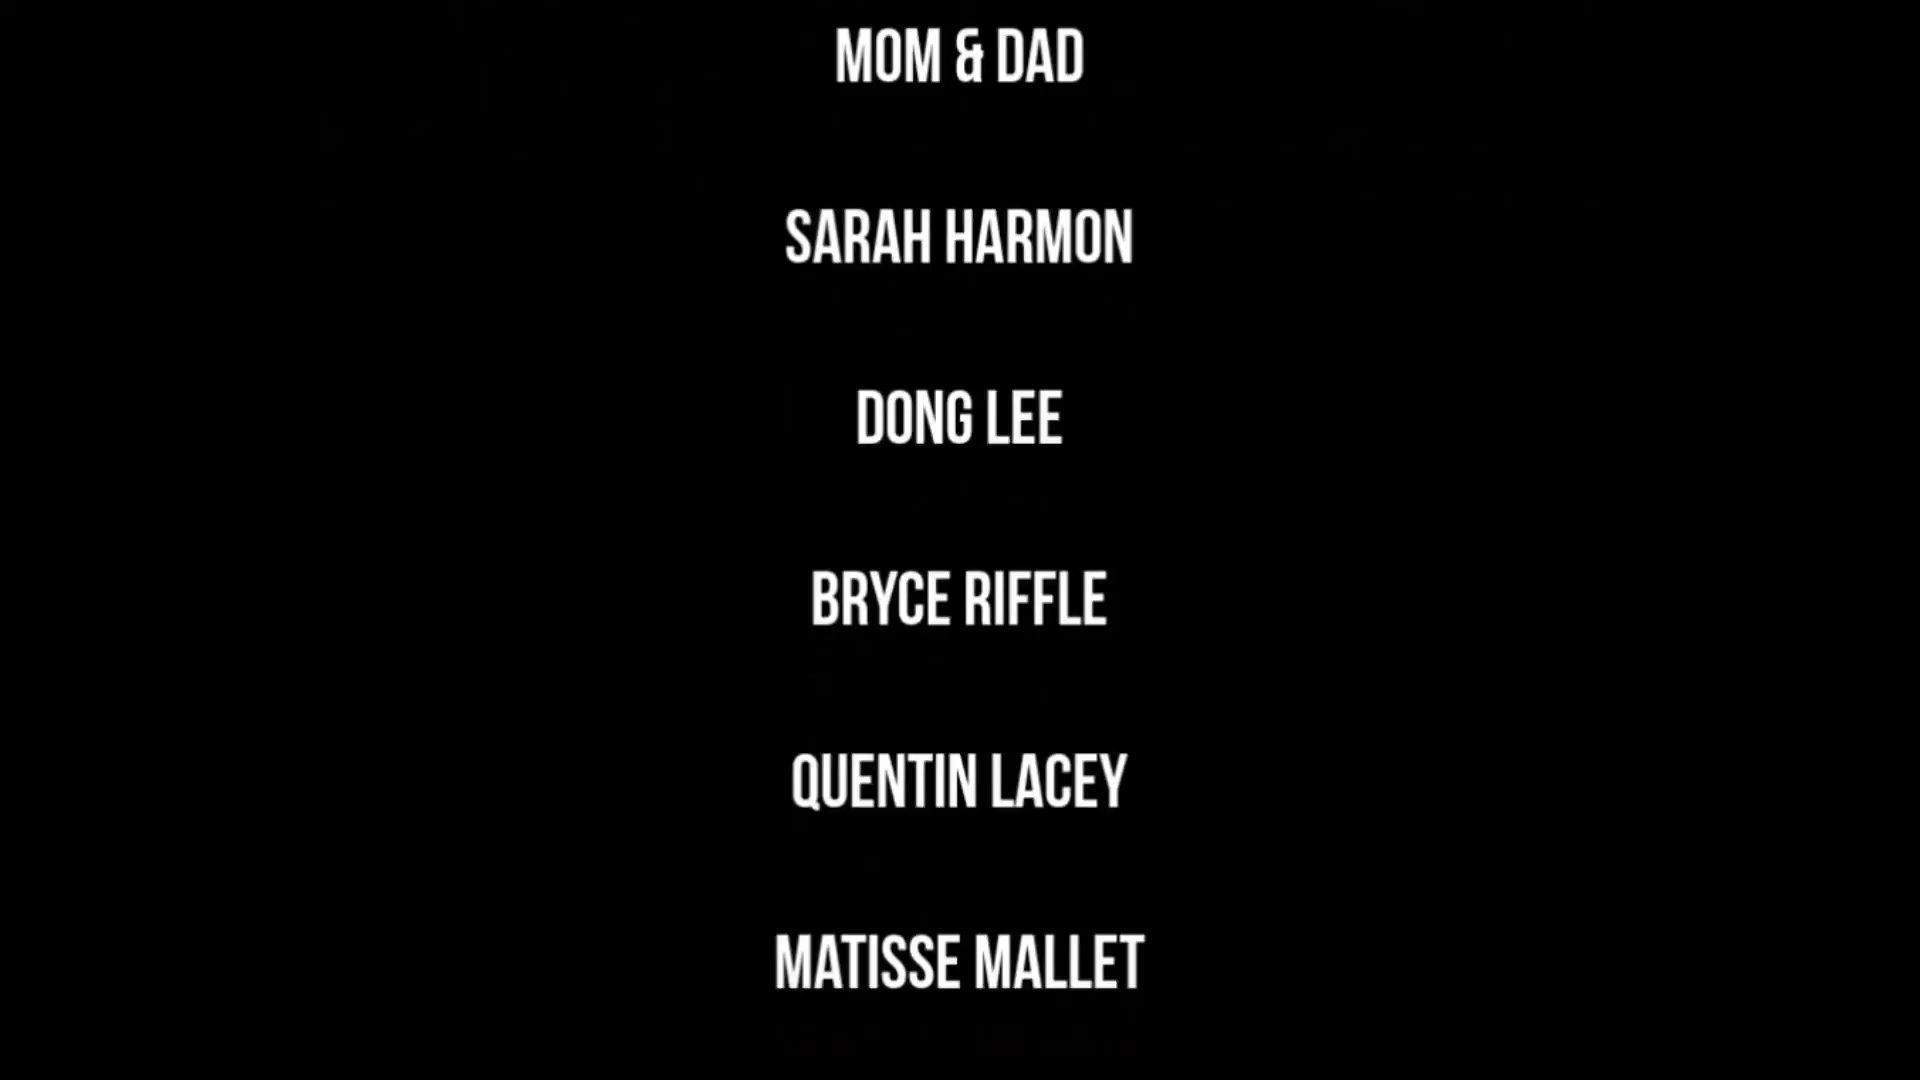 MOM & DAD
SARAH HARMON
DONG LEE
BRYCE RIFFLE
QUENTIN LACEY
MATISSE MALLET